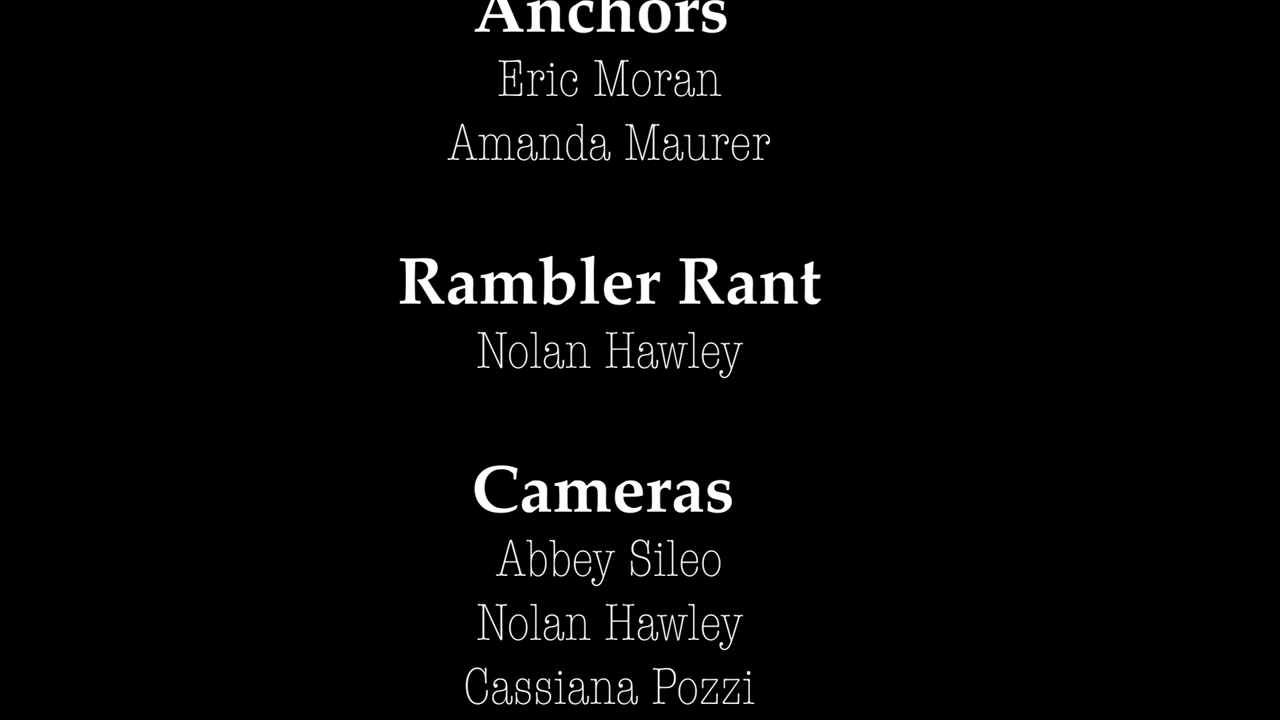 Anchors
Eric Moran
Amanda Maurer
Rambler Rant
Nolan Hawley
Cameras
Abbey Sileo
Nolan Hawley
Cassiana Pozzi